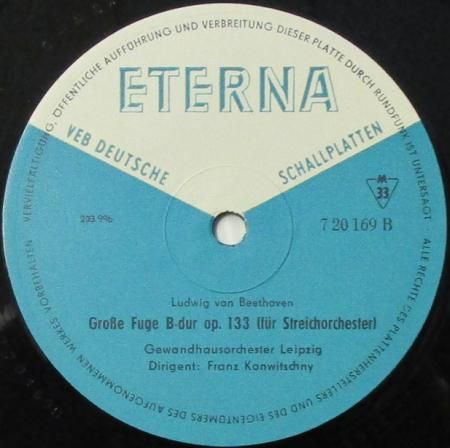 ALLE RECHTE DES PLATTENHERSTELLERS UND DES EIGENTÜMERS DES AUFGENOMMENEN WERKES VORBEHALTEN · VERVIELFÄLTIGUNG, ÖFFENTLICHE AUFFÜHRUNG UND VERBREITUNG DIESER PLATTE DURCH RUNDFUNK IST UNTERSAGT
ETERNA
VEB DEUTSCHE SCHALLPLATTEN
M
33
203 996
7 20 169 B
Ludwig van Beethoven
Große Fuge B-dur op. 133 (für Streichorchester)
Gewandhausorchester Leipzig
Dirigent: Franz Konwitschny